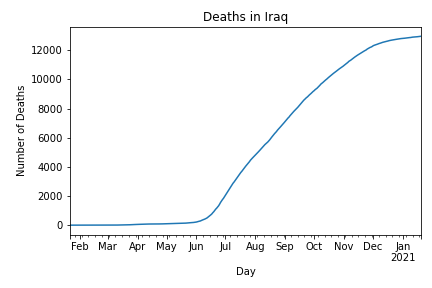 Deaths in Iraq
12000
10000
8000
6000
4000
2000
0
Number of Deaths
Feb Mar Apr May Jun Jul Aug Sep Oct Nov Dec Jan
2021
Day